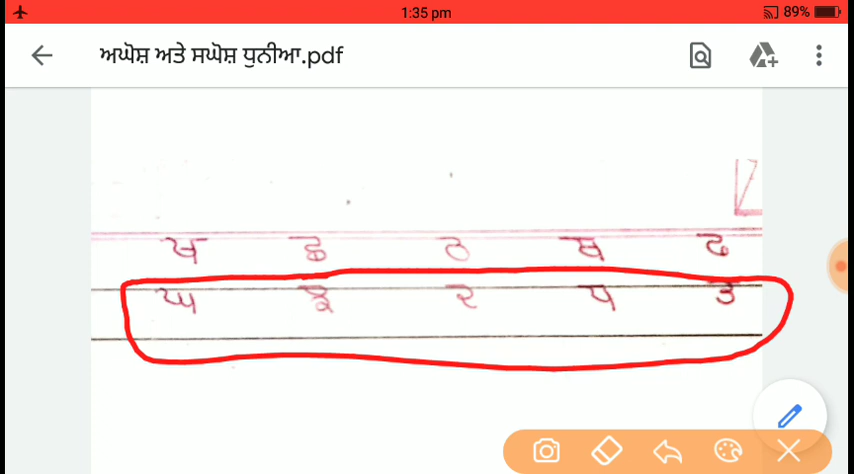 1:35 pm 89%
ਅਘੋਸ਼ ਅਤੇ ਸਘੋਸ਼ ਧੁਨੀਆ.pdf
ਖ ਛ ਠ ਥ ਫ
ਘ ਝ ਢ ਧ ਭ